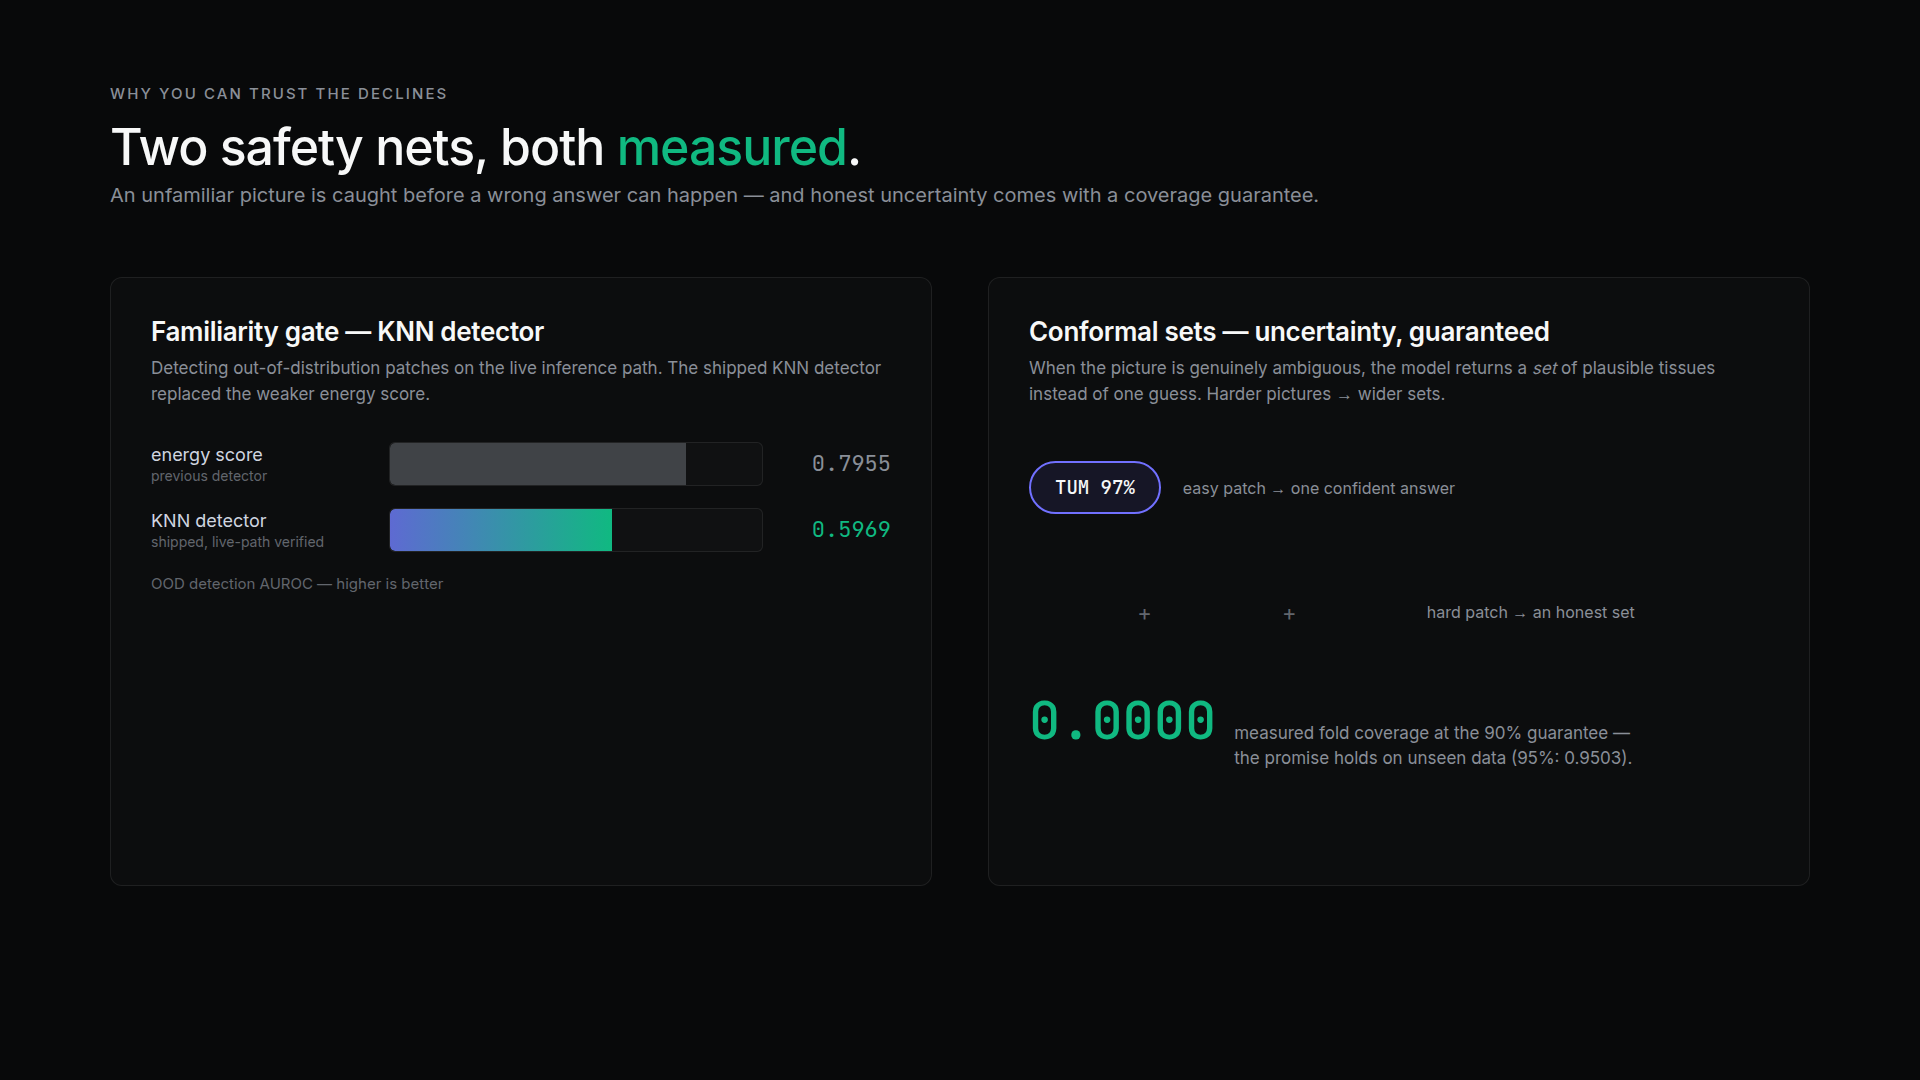 WHY YOU CAN TRUST THE DECLINES
Two safety nets, both measured.
An unfamiliar picture is caught before a wrong answer can happen — and honest uncertainty comes with a coverage guarantee.
Familiarity gate — KNN detector
Detecting out-of-distribution patches on the live inference path. The shipped KNN detector
replaced the weaker energy score.
energy score
previous detector
0.7955
KNN detector
shipped, live-path verified
0.5969
OOD detection AUROC — higher is better
Conformal sets — uncertainty, guaranteed
When the picture is genuinely ambiguous, the model returns a set of plausible tissues
instead of one guess. Harder pictures → wider sets.
TUM 97%
easy patch → one confident answer
+ + hard patch → an honest set
0.0000
measured fold coverage at the 90% guarantee —
the promise holds on unseen data (95%: 0.9503).